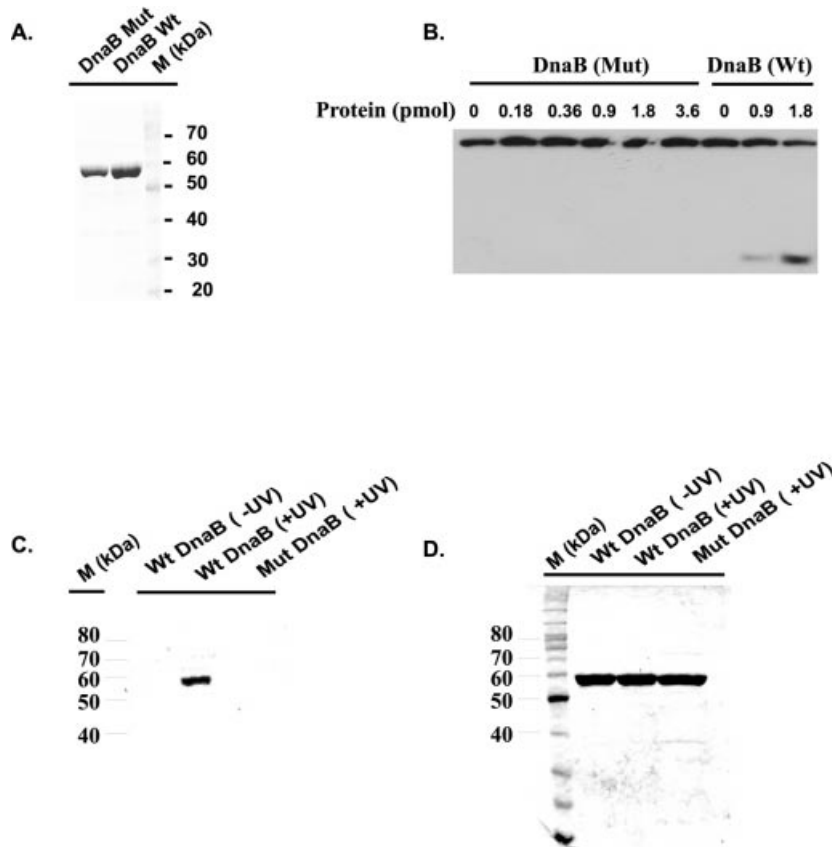 A.
DnaB Mut
DnaB Wt
M (kDa)
70
60
50
40
30
20
B.
DnaB (Mut) DnaB (Wt)
Protein (pmol) 0 0.18 0.36 0.9 1.8 3.6 0 0.9 1.8
C.
M (kDa)
Wt DnaB ( -UV)
Wt DnaB (+UV)
Mut DnaB ( +UV)
80
70
60
50
40
D.
M (kDa)
Wt DnaB ( -UV)
Wt DnaB (+UV)
Mut DnaB ( +UV)
80
70
60
50
40